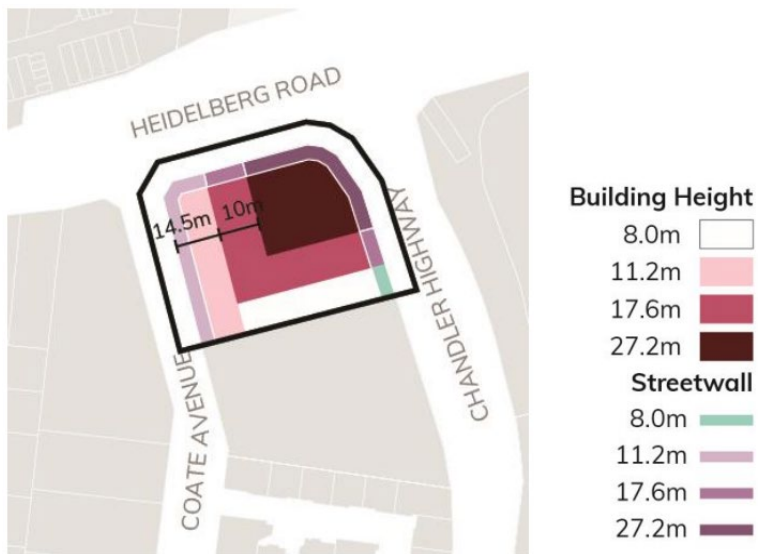 HEIDELBERG ROAD
14.5m
10m
CHANDLER HIGHWAY
COATE AVENUE
Building Height
8.0m
11.2m
17.6m
27.2m
Streetwall
8.0m
11.2m
17.6m
27.2m